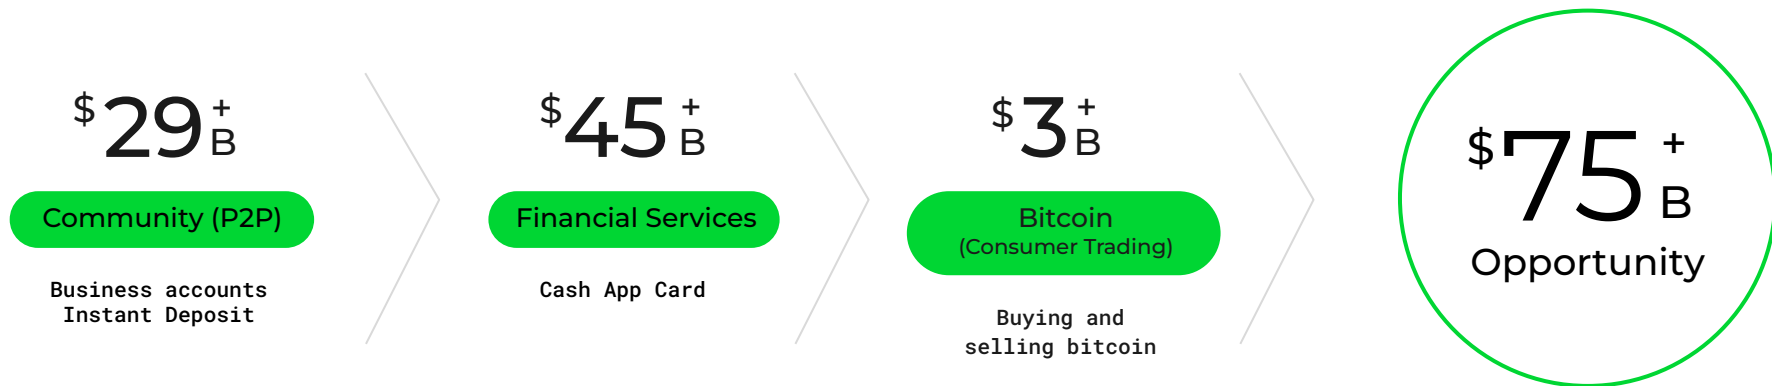 $29+B
Community (P2P)
Business accounts
Instant Deposit
$45+B
Financial Services
Cash App Card
$3+B
Bitcoin
(Consumer Trading)
Buying and
selling bitcoin
$75+B
Opportunity